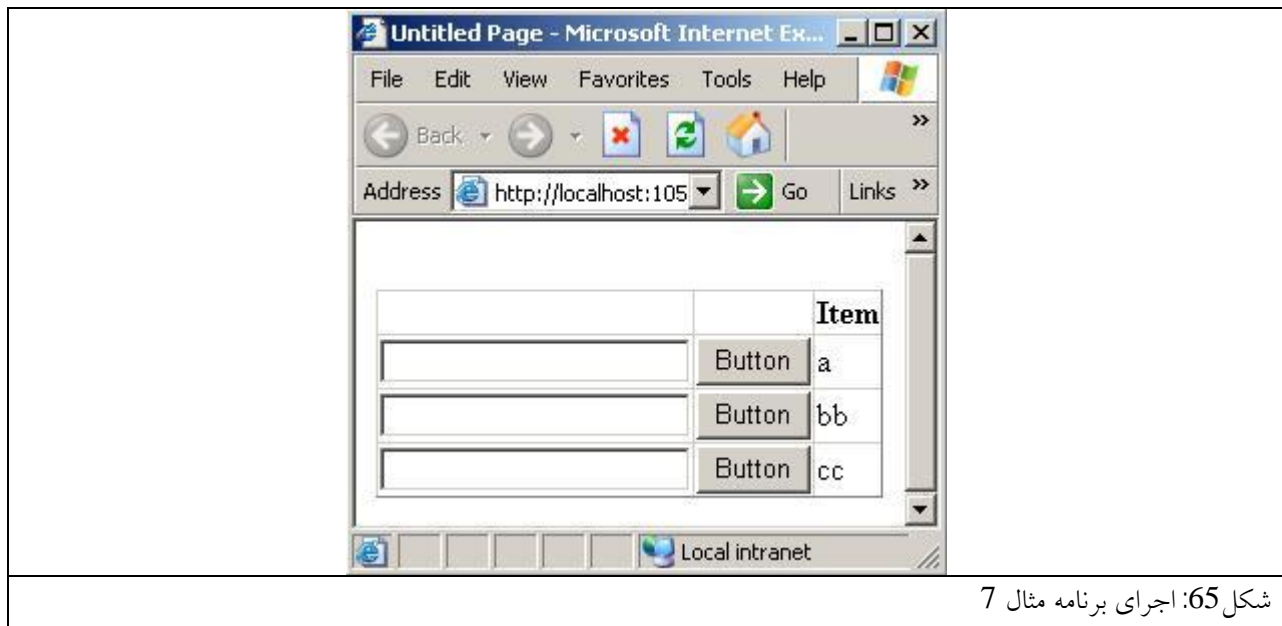 Untitled Page - Microsoft Internet Ex...
File Edit View Favorites Tools Help
Back
Address http://localhost:105 Go Links
Item
Button a
Button bb
Button cc
Local intranet
شکل65: اجرای برنامه مثال 7